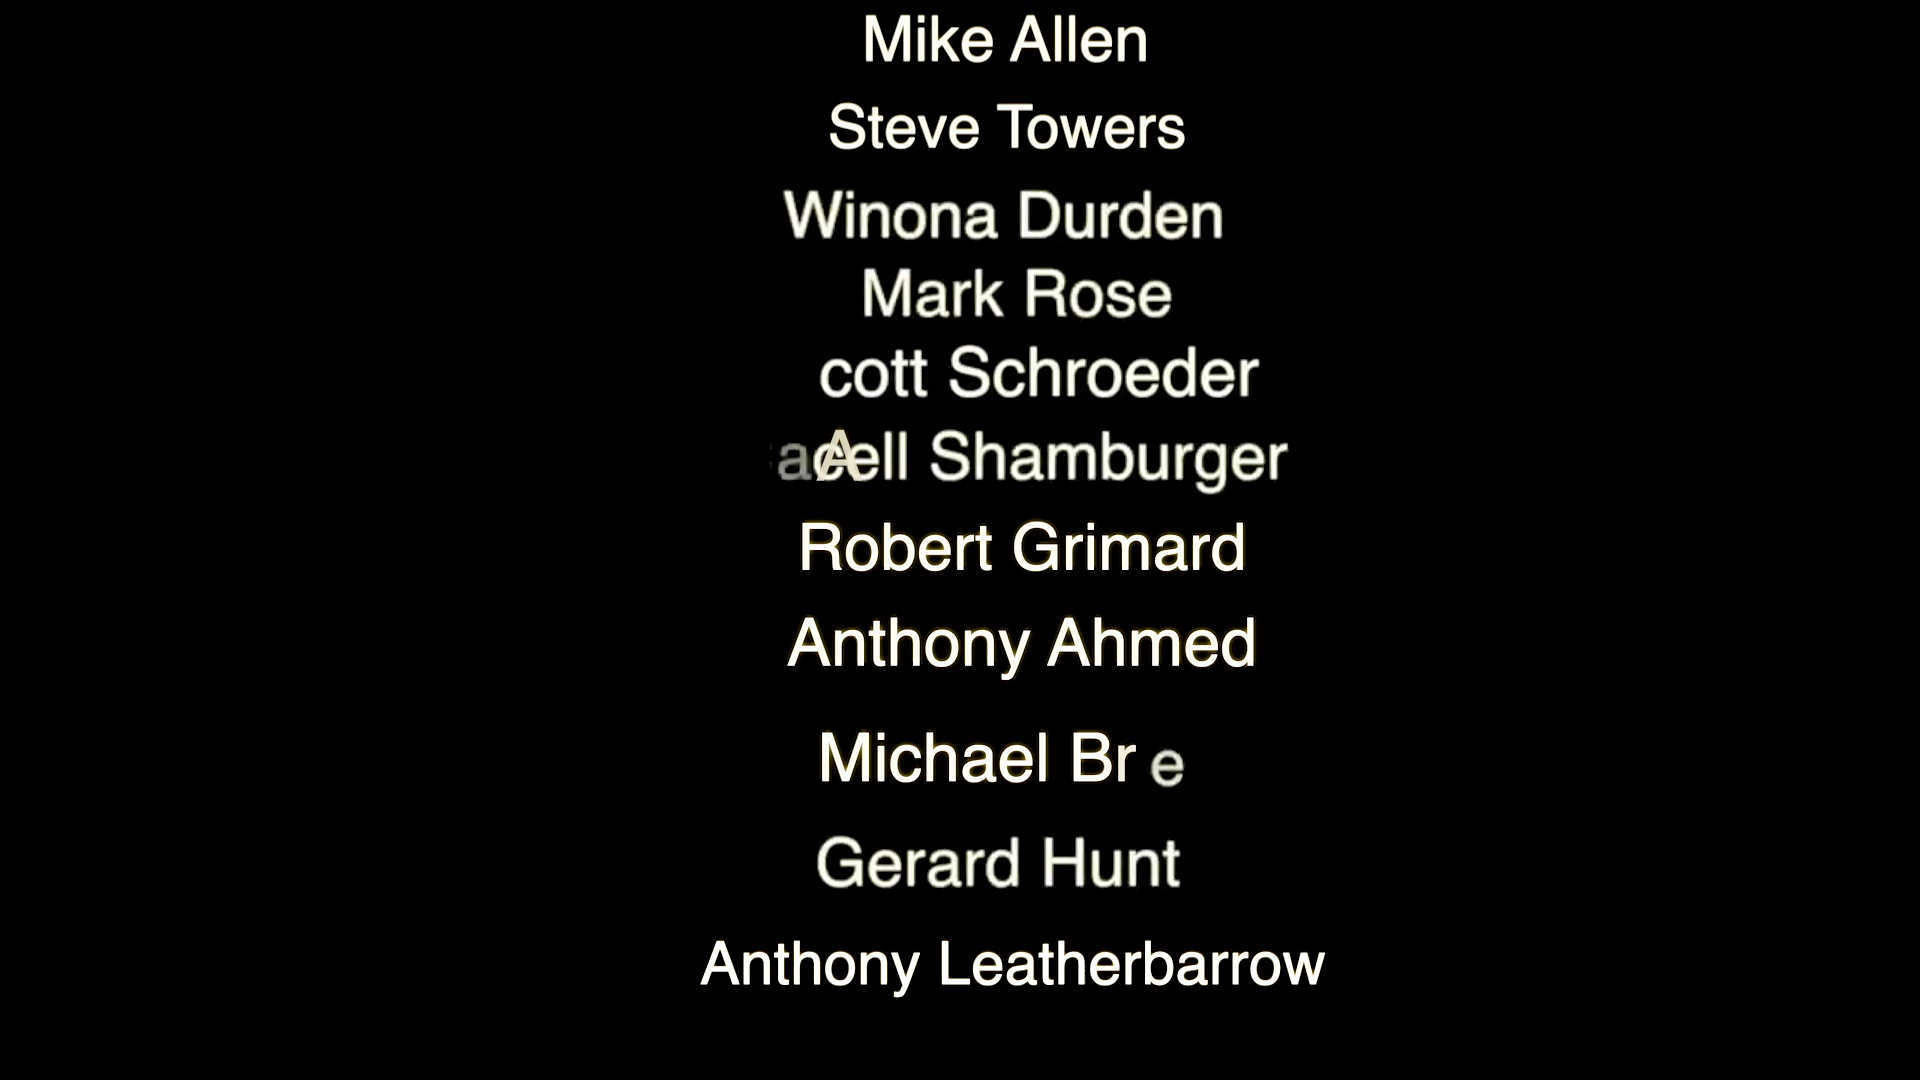 Mike Allen
Steve Towers
Winona Durden
Mark Rose
cott Schroeder
Shamburger
Robert Grimard
Anthony Ahmed
Michael Br e
Gerard Hunt
Anthony Leatherbarrow